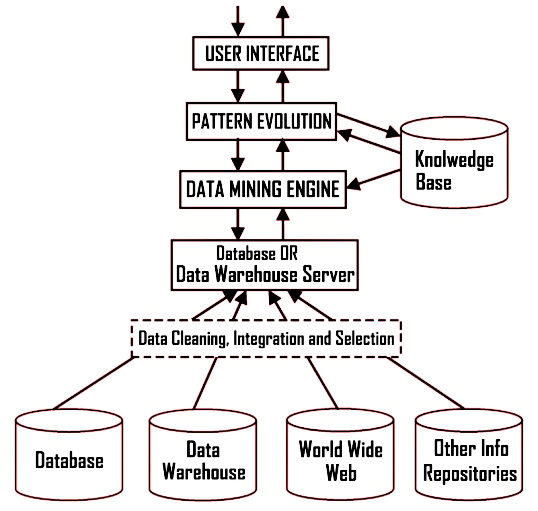 USER INTERFACE
PATTERN EVOLUTION
Knolwedge
Base
DATA MINING ENGINE
Database OR
Data Warehouse Server
Data Cleaning, Integration and Selection
Database
Data
Warehouse
World Wide
Web
Other Info
Repositories